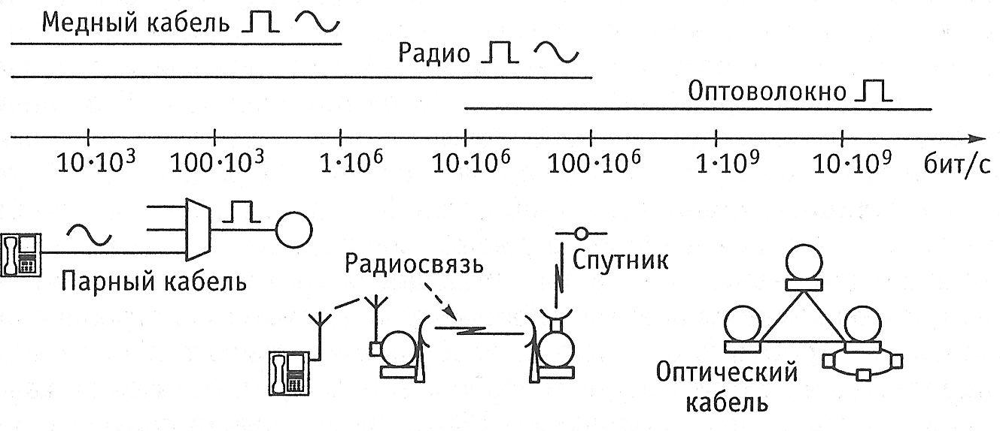 Медный кабель
Радио
Оптоволокно
10·10³ 100·10³ 1·10⁶ 10·10⁶ 100·10⁶ 1·10⁹ 10·10⁹ бит/с
Парный кабель
Радиосвязь
Спутник
Оптический
кабель